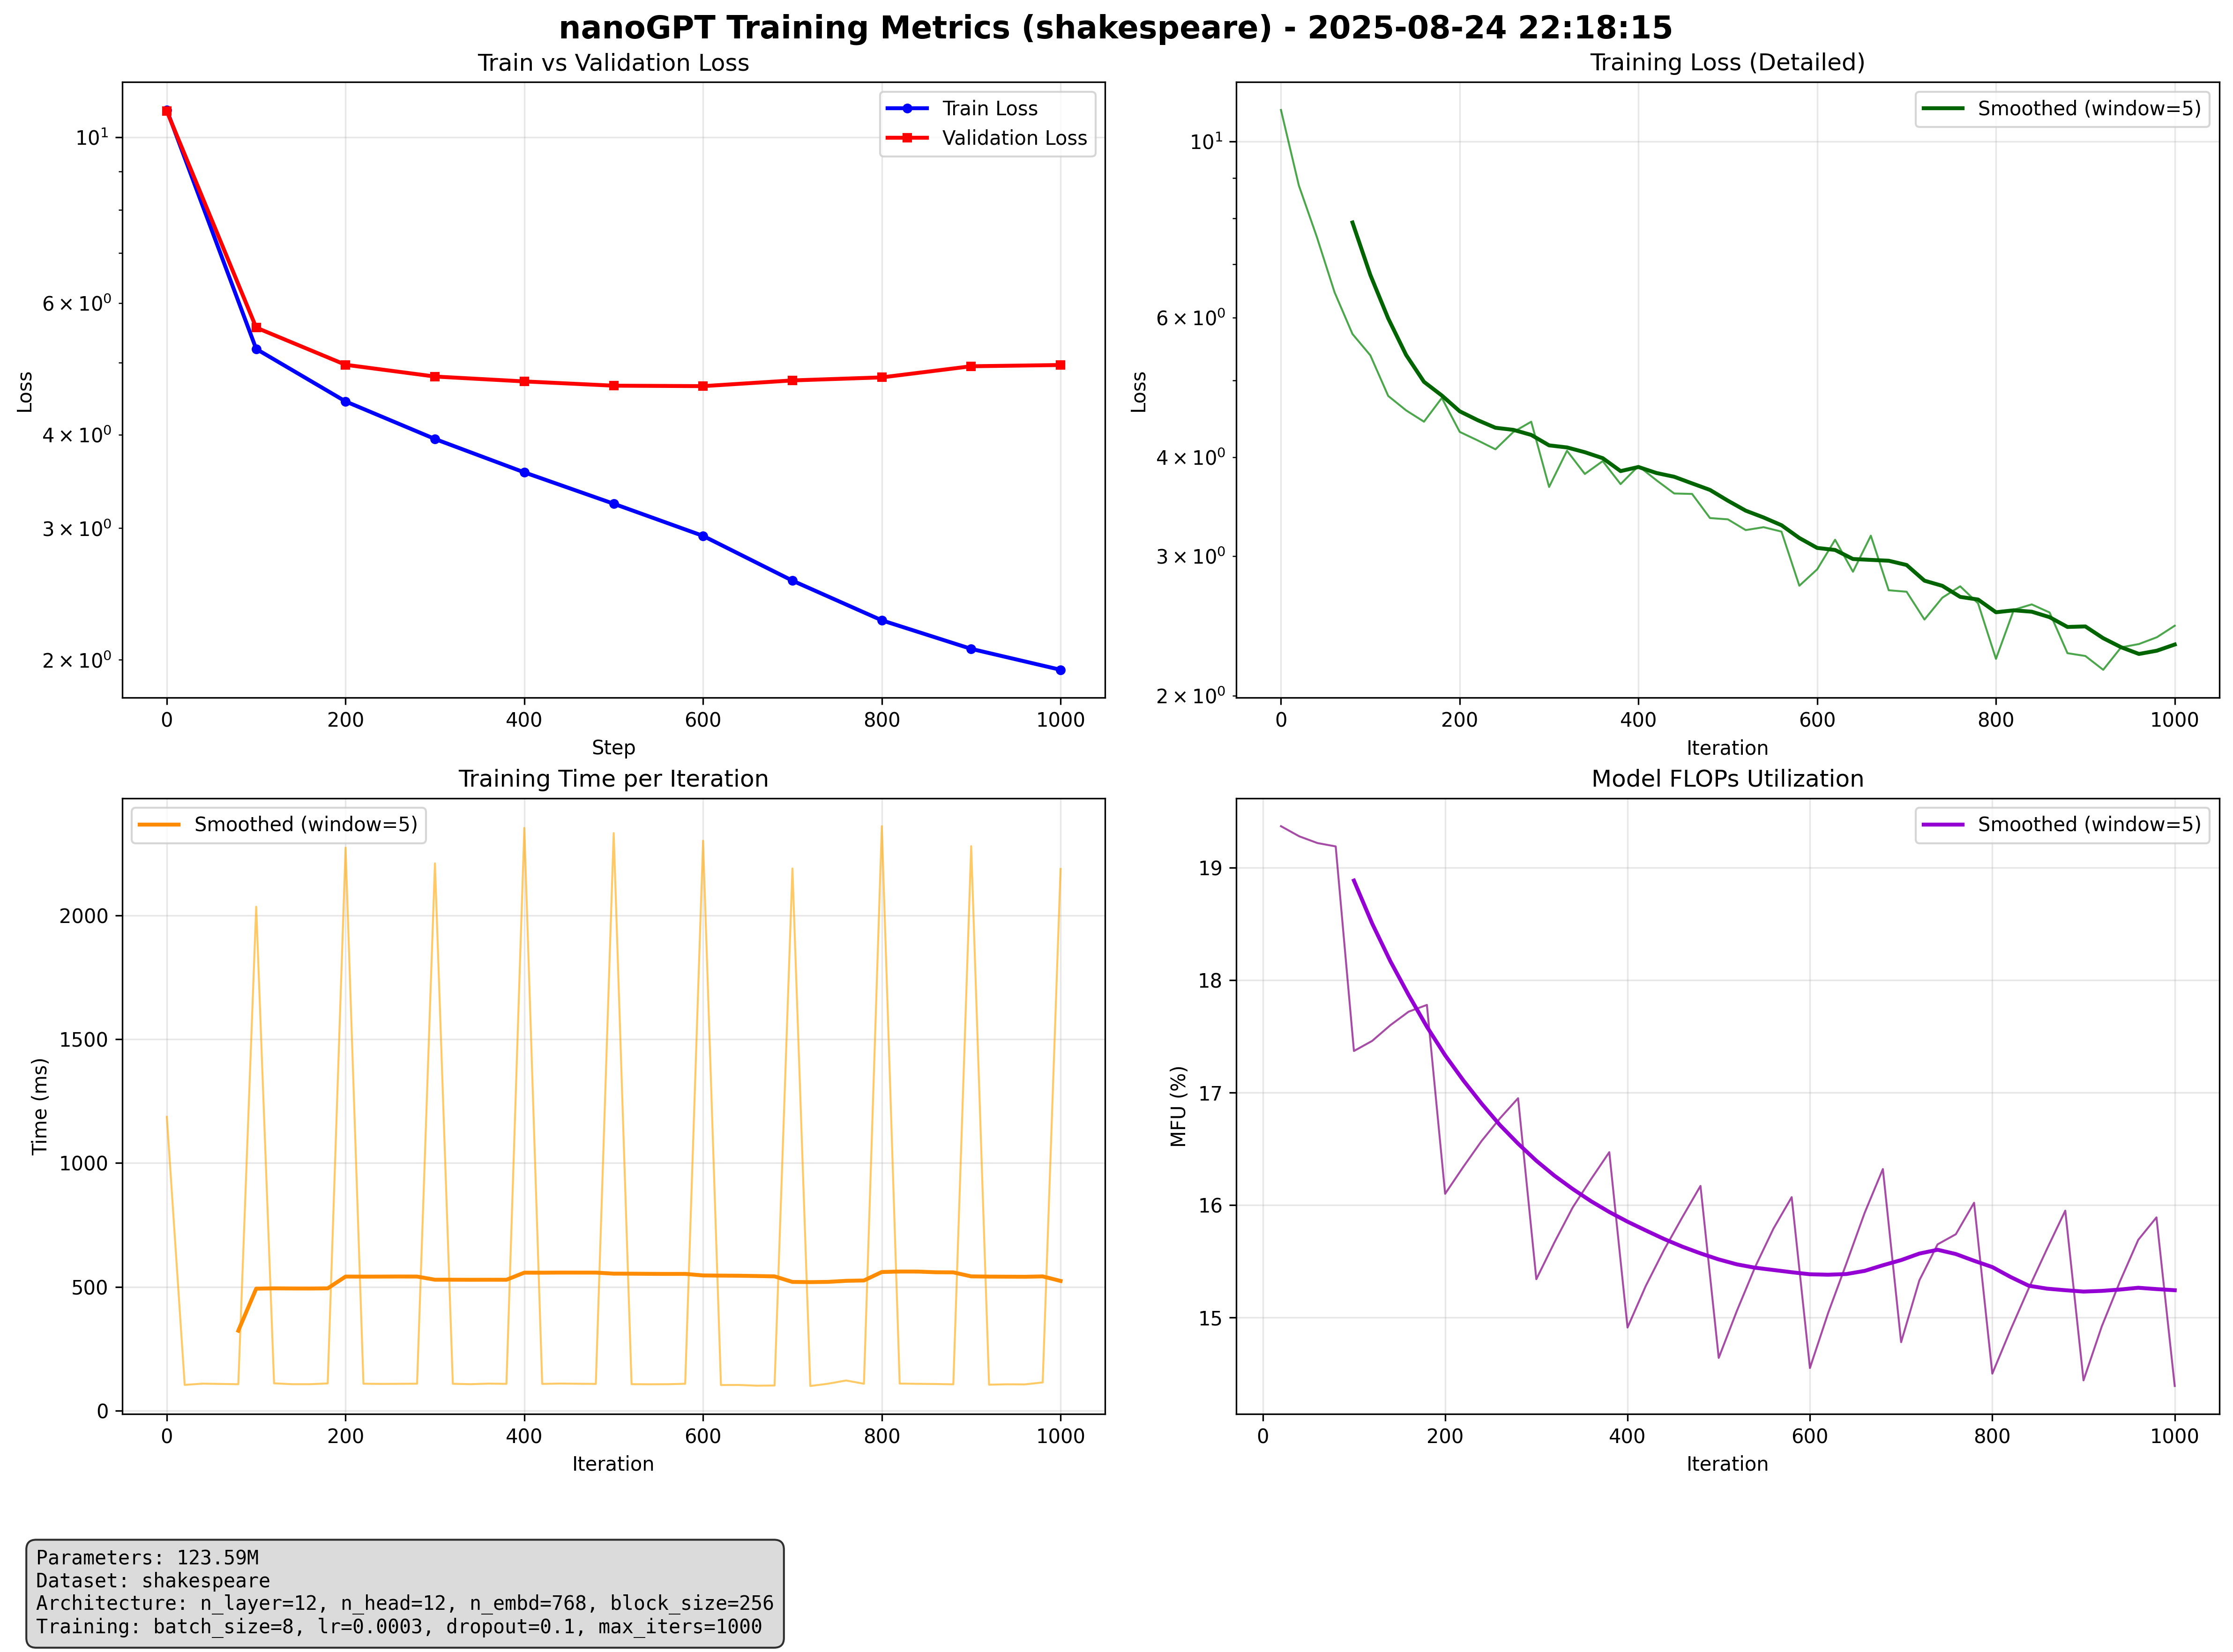 nanoGPT Training Metrics (shakespeare) - 2025-08-24 22:18:15
Train vs Validation Loss
Train Loss
Validation Loss
10¹
6 × 10⁰
4 × 10⁰
3 × 10⁰
2 × 10⁰
Loss
0 200 400 600 800 1000
Step
Training Loss (Detailed)
Smoothed (window=5)
10¹
6 × 10⁰
4 × 10⁰
3 × 10⁰
2 × 10⁰
Loss
0 200 400 600 800 1000
Iteration
Training Time per Iteration
Smoothed (window=5)
2000
1500
1000
500
0
Time (ms)
0 200 400 600 800 1000
Iteration
Model FLOPs Utilization
Smoothed (window=5)
19
18
17
16
15
MFU (%)
0 200 400 600 800 1000
Iteration
Parameters: 123.59M
Dataset: shakespeare
Architecture: n_layer=12, n_head=12, n_embd=768, block_size=256
Training: batch_size=8, lr=0.0003, dropout=0.1, max_iters=1000